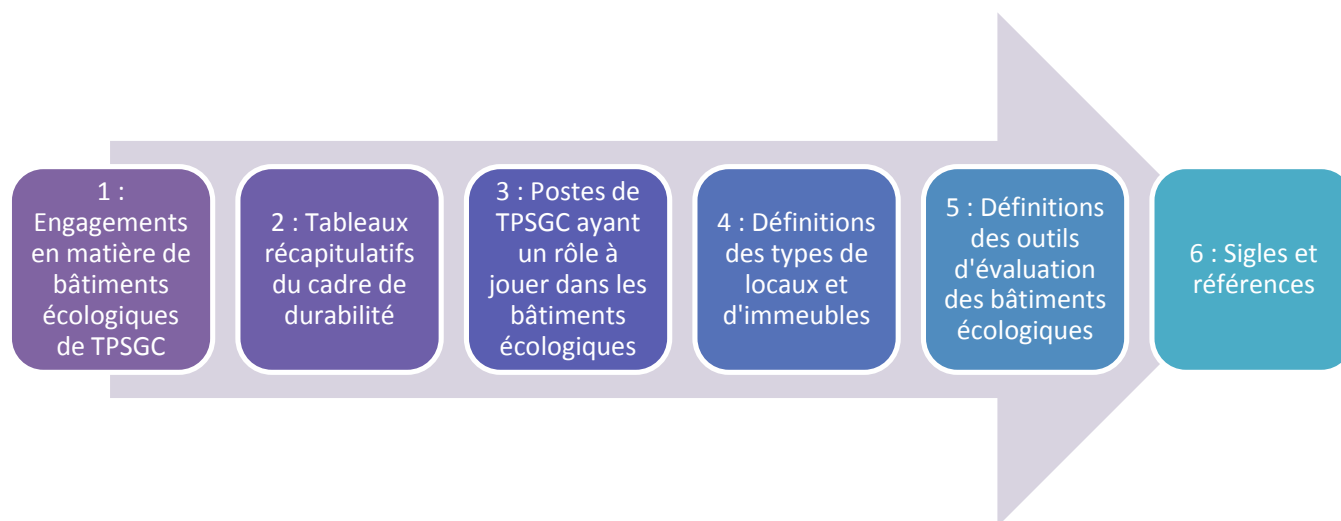 1 :
Engagements
en matière de
bâtiments
écologiques
de TPSGC
2 : Tableaux
récapitulatifs
du cadre de
durabilité
3 : Postes de
TPSGC ayant
un rôle à
jouer dans les
bâtiments
écologiques
4 : Définitions
des types de
locaux et
d'immeubles
5 : Définitions
des outils
d'évaluation
des bâtiments
écologiques
6 : Sigles et
références